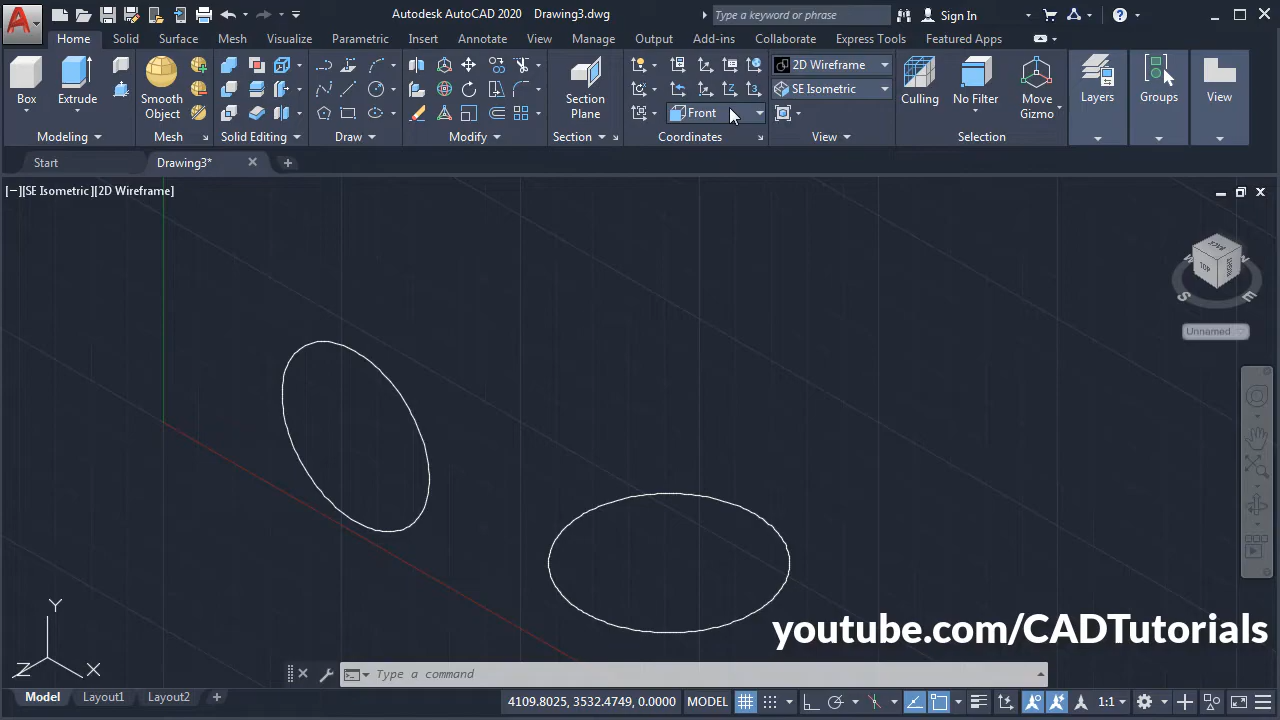 Autodesk AutoCAD 2020 Drawing3.dwg
Type a keyword or phrase
Sign In
Home Solid Surface Mesh Visualize Parametric Insert Annotate View Manage Output Add-ins Collaborate Express Tools Featured Apps
Box
Extrude
Smooth Object
Section Plane
Front
2D Wireframe
SE Isometric
Culling
No Filter
Move Gizmo
Layers
Groups
View
Modeling
Mesh
Solid Editing
Draw
Modify
Section
Coordinates
View
Selection
Start
Drawing3*
[−][SE Isometric][2D Wireframe]
TOP
BACK
W
N
S
E
Unnamed
Y
Z
X
youtube.com/CADTutorials
Type a command
Model Layout1 Layout2
41095.9025, 3532.4749, 0.0000 MODEL
1:1